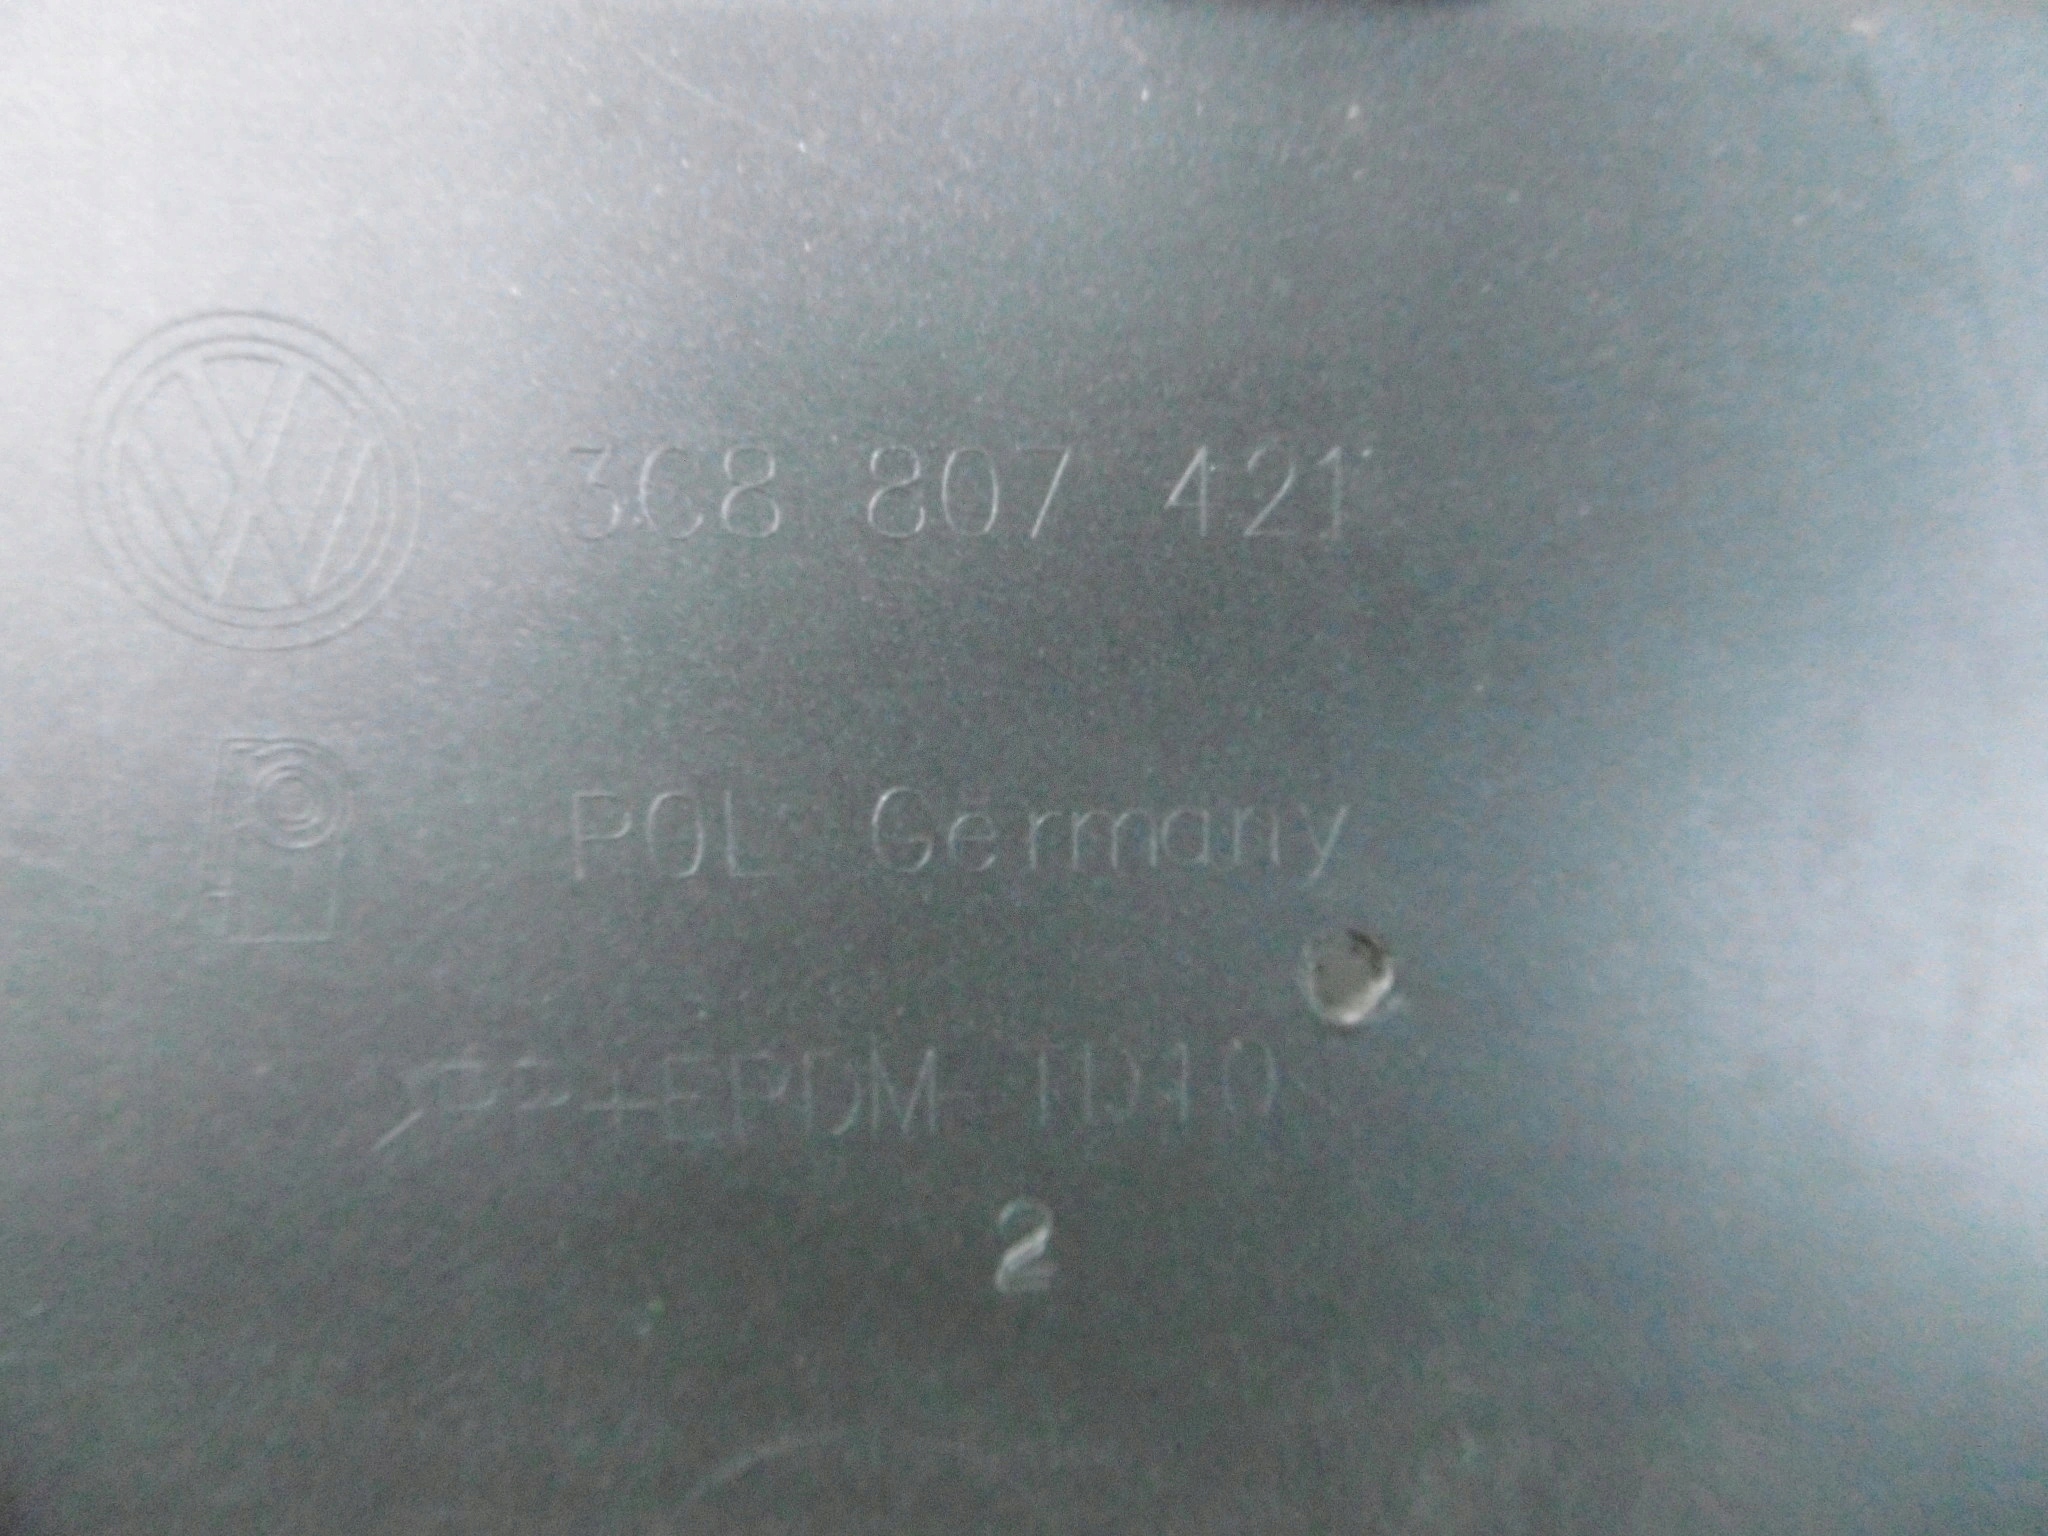 3C8 807 421
POL Germany
>PP+EPDM-TD10<
2